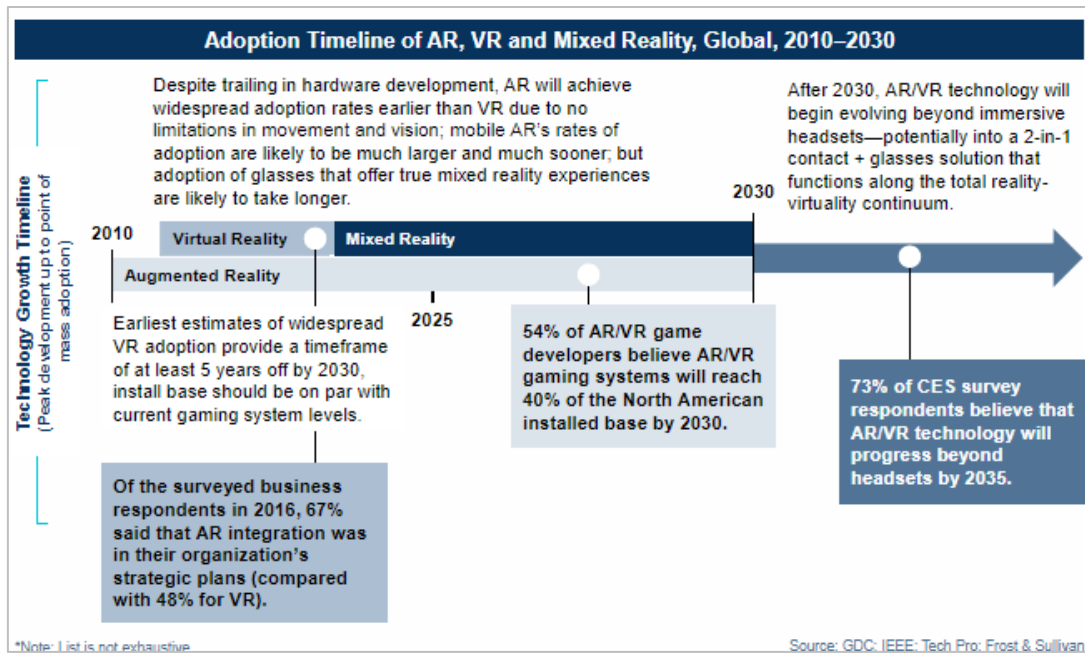 Adoption Timeline of AR, VR and Mixed Reality, Global, 2010–2030
Technology Growth Timeline
(Peak development up to point of
mass adoption)
Despite trailing in hardware development, AR will achieve
widespread adoption rates earlier than VR due to no
limitations in movement and vision; mobile AR's rates of
adoption are likely to be much larger and much sooner; but
adoption of glasses that offer true mixed reality experiences
are likely to take longer.
After 2030, AR/VR technology will
begin evolving beyond immersive
headsets—potentially into a 2-in-1
contact + glasses solution that
functions along the total reality-
virtuality continuum.
2010
Virtual Reality
Mixed Reality
2030
Augmented Reality
2025
Earliest estimates of widespread
VR adoption provide a timeframe
of at least 5 years off by 2030,
install base should be on par with
current gaming system levels.
54% of AR/VR game
developers believe AR/VR
gaming systems will reach
40% of the North American
installed base by 2030.
73% of CES survey
respondents believe that
AR/VR technology will
progress beyond
headsets by 2035.
Of the surveyed business
respondents in 2016, 67%
said that AR integration was
in their organization's
strategic plans (compared
with 48% for VR).
*Note: List is not exhaustive
Source: GDC; IEEE; Tech Pro; Frost & Sullivan